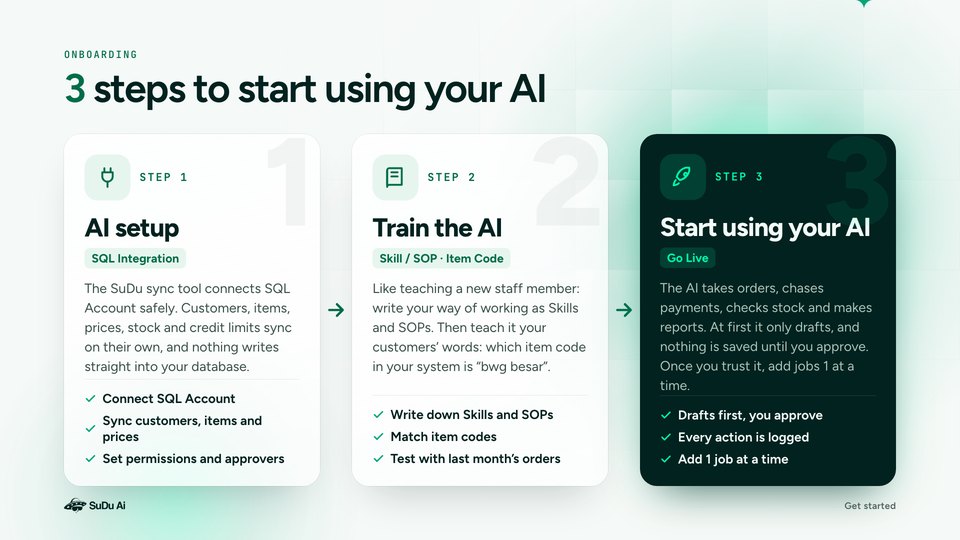 ONBOARDING
3 steps to start using your AI
1
STEP 1
AI setup
SQL Integration
The SuDu sync tool connects SQL
Account safely. Customers, items,
prices, stock and credit limits sync
on their own, and nothing writes
straight into your database.
Connect SQL Account
Sync customers, items and
prices
Set permissions and approvers
2
STEP 2
Train the AI
Skill / SOP · Item Code
Like teaching a new staff member:
write your way of working as Skills
and SOPs. Then teach it your
customers’ words: which item code
in your system is “bwg besar”.
Write down Skills and SOPs
Match item codes
Test with last month’s orders
3
STEP 3
Start using your AI
Go Live
The AI takes orders, chases
payments, checks stock and makes
reports. At first it only drafts, and
nothing is saved until you approve.
Once you trust it, add jobs 1 at a
time.
Drafts first, you approve
Every action is logged
Add 1 job at a time
SuDu Ai
Get started